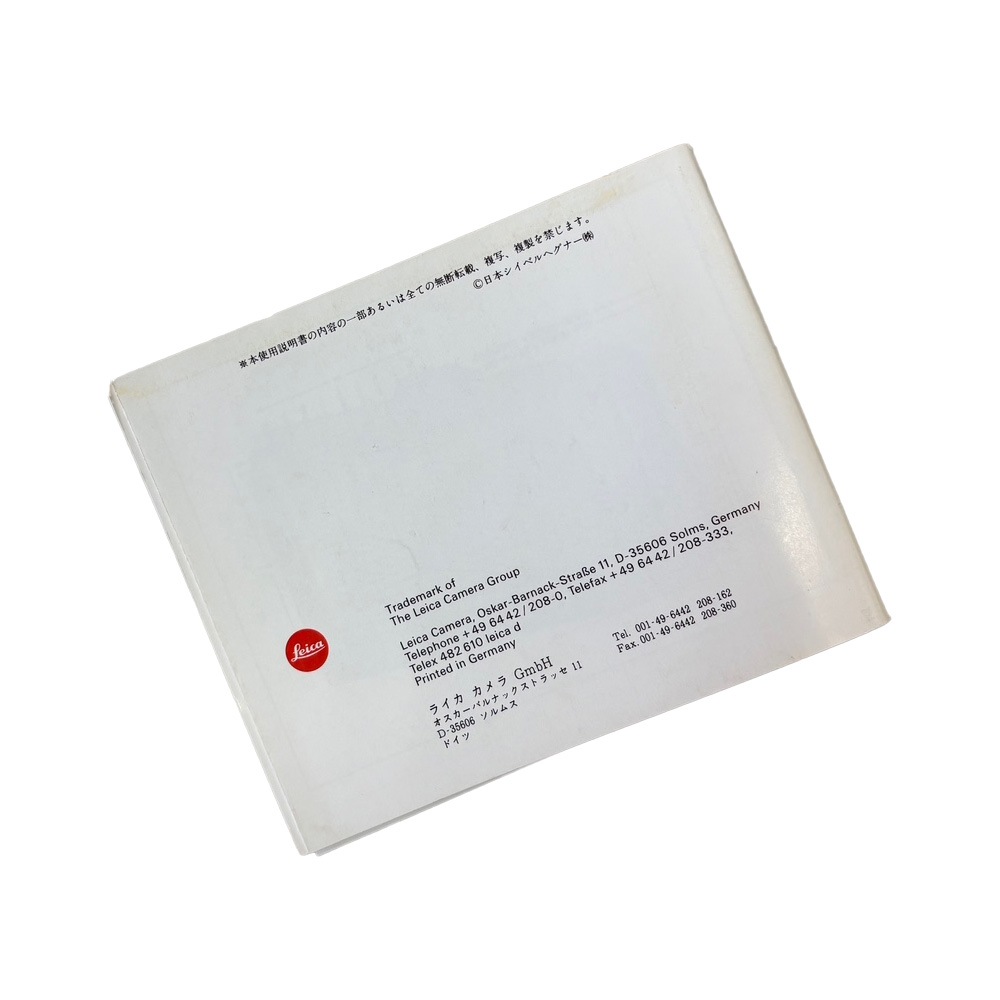 ※本使用説明書の内容の一部あるいは全ての無断転載、複写、複製を禁じます。
©日本シイベルヘグナー㈱
Trademark of
The Leica Camera Group
Leica Camera, Oskar-Barnack-Straße 11, D-35606 Solms, Germany
Telephone +49 64 42 / 208-0, Telefax +49 64 42 / 208-333,
Telex 482 610 leica d
Printed in Germany
Leica
ライカ カメラ GmbH
オスカーバルナックストラッセ 11
D-35606 ソルムス
ドイツ
Tel. 001-49-6442 208-162
Fax. 001-49-6442 208-360